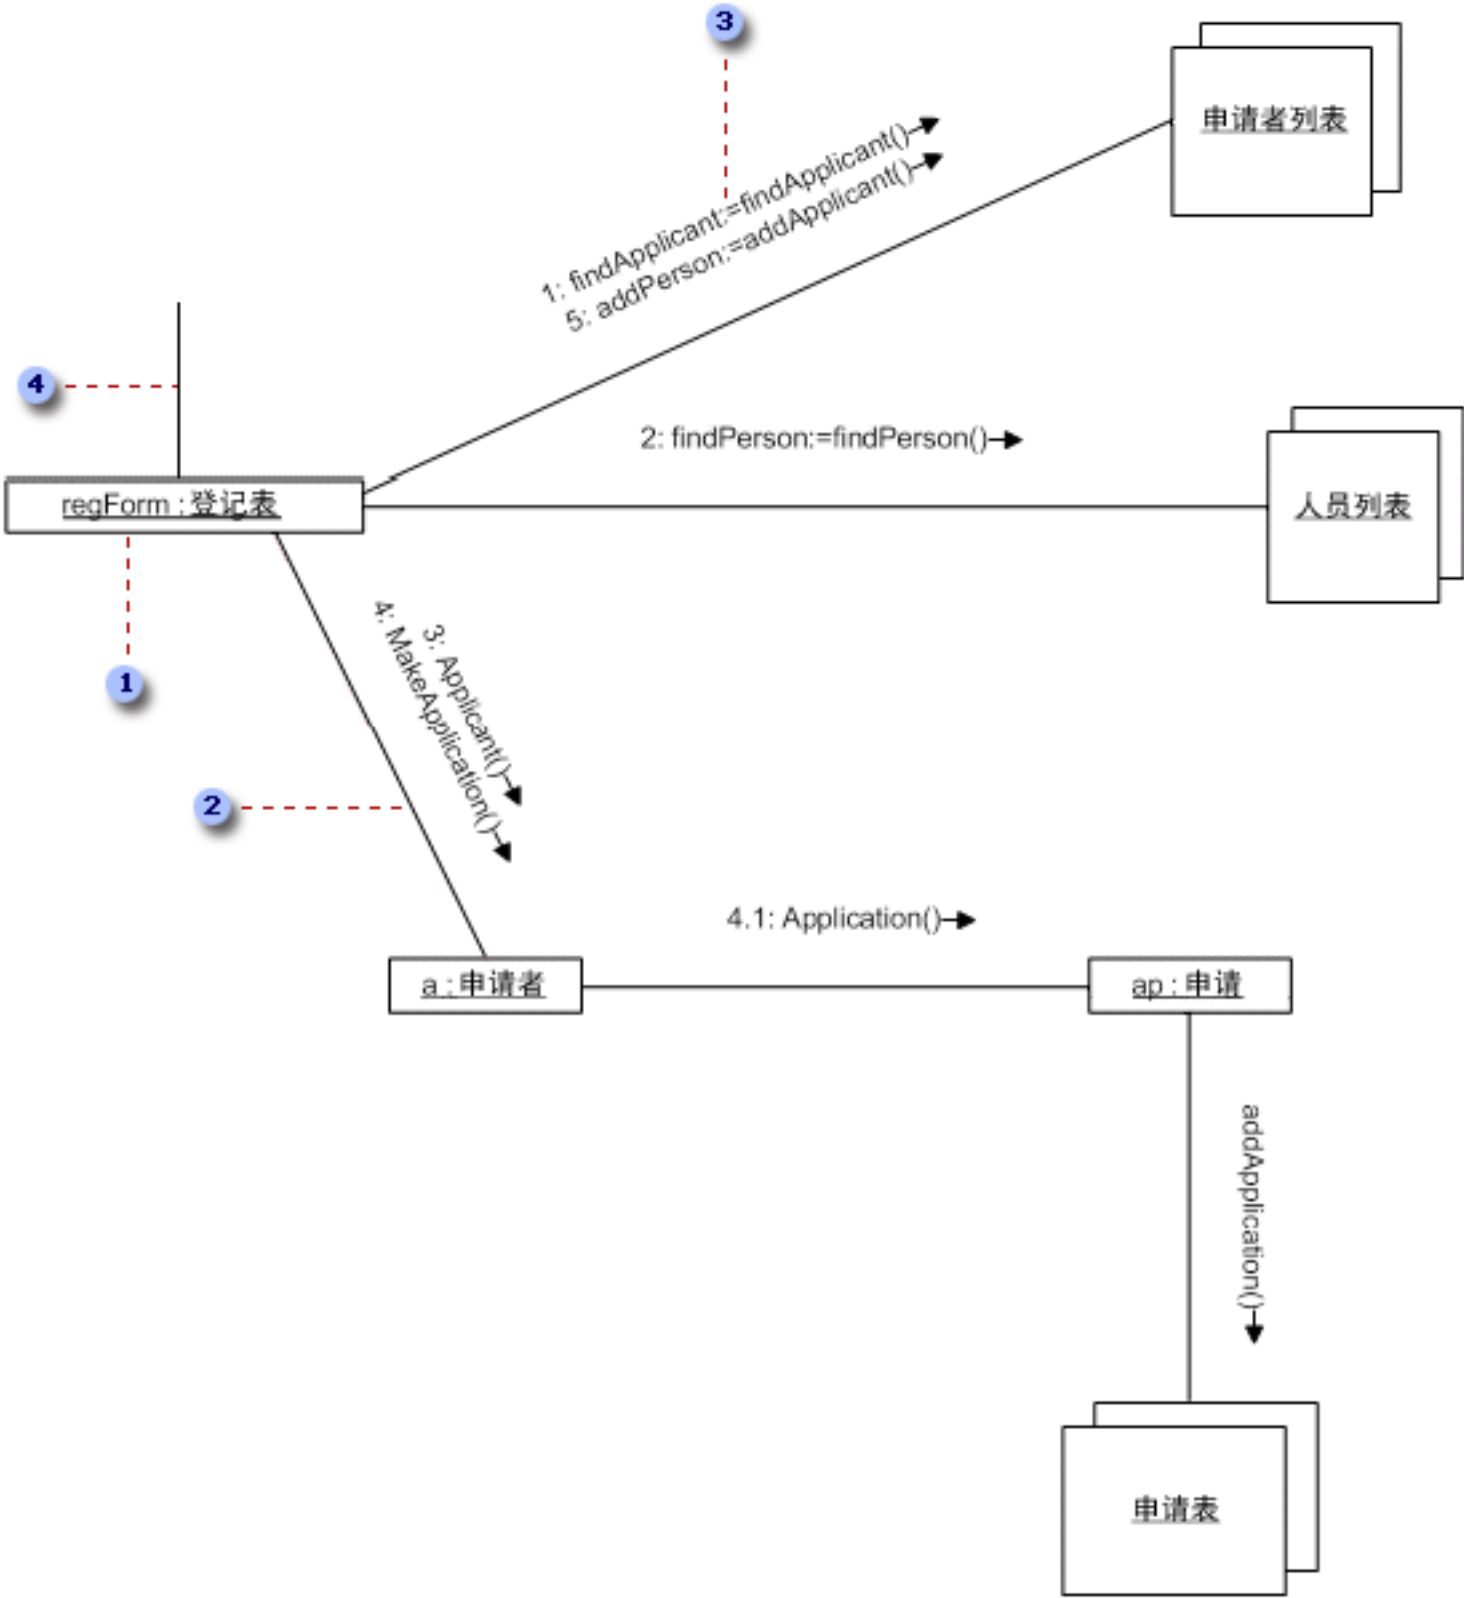 3
申请者列表
1: findApplicant:=findApplicant()
5: addPerson:=addApplicant()
4
2: findPerson:=findPerson()
regForm : 登记表
人员列表
1
3: Applicant()
4: MakeApplication()
2
4.1: Application()
a : 申请者
ap : 申请
addApplication()
申请表